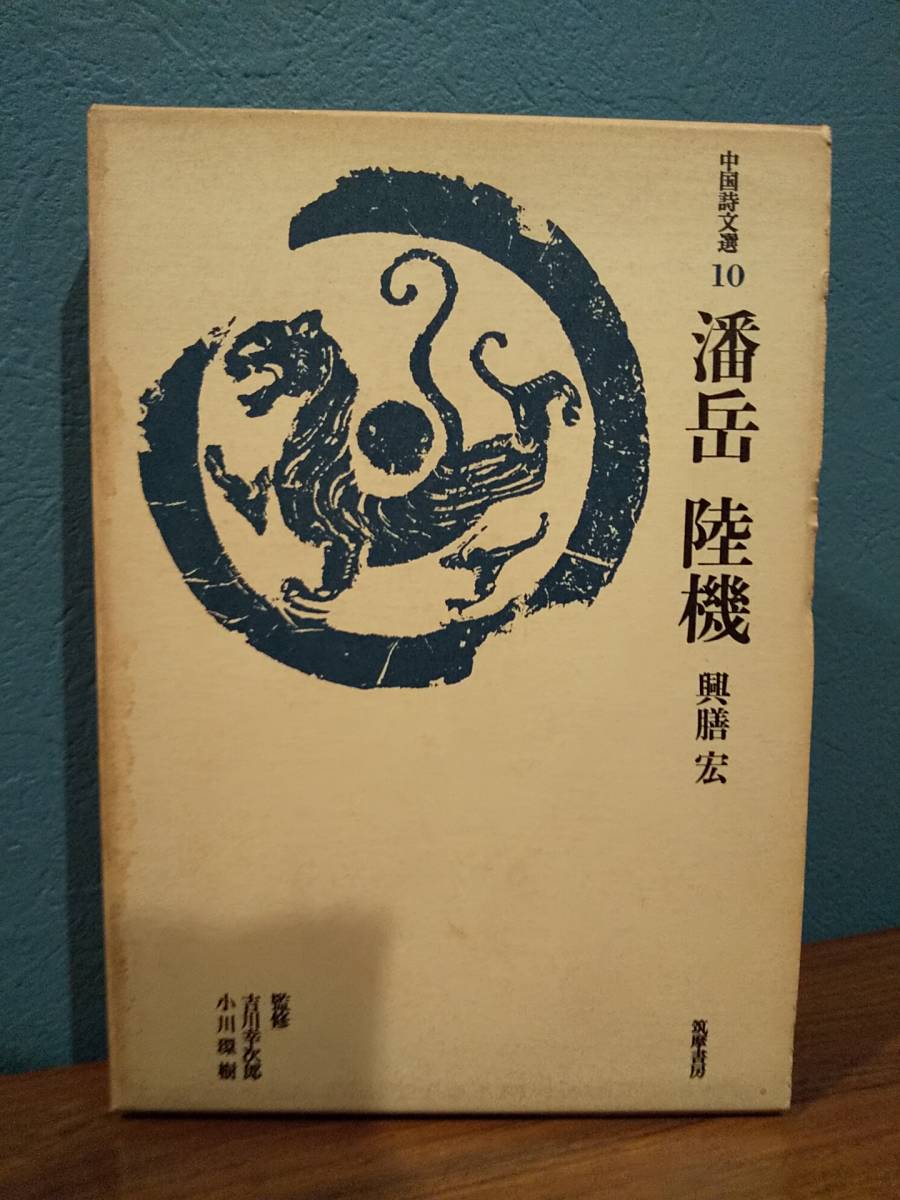 中国詩文選 10
潘岳 陸機
興膳 宏
監修
吉川幸次郎
小川環樹
筑摩書房